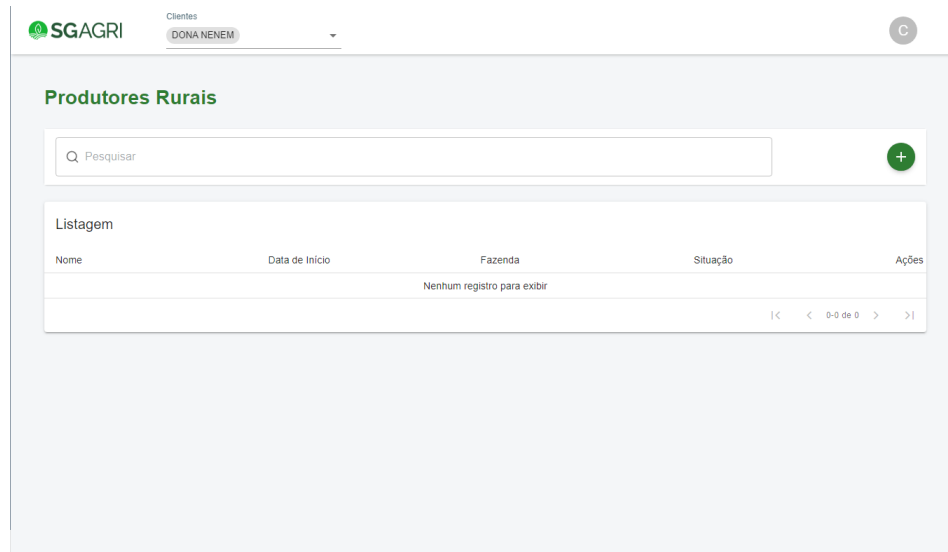 SGAGRI
Clientes
DONA NENEM
C
Produtores Rurais
Pesquisar
+
Listagem
Nome Data de Início Fazenda Situação Ações
Nenhum registro para exibir
0-0 de 0